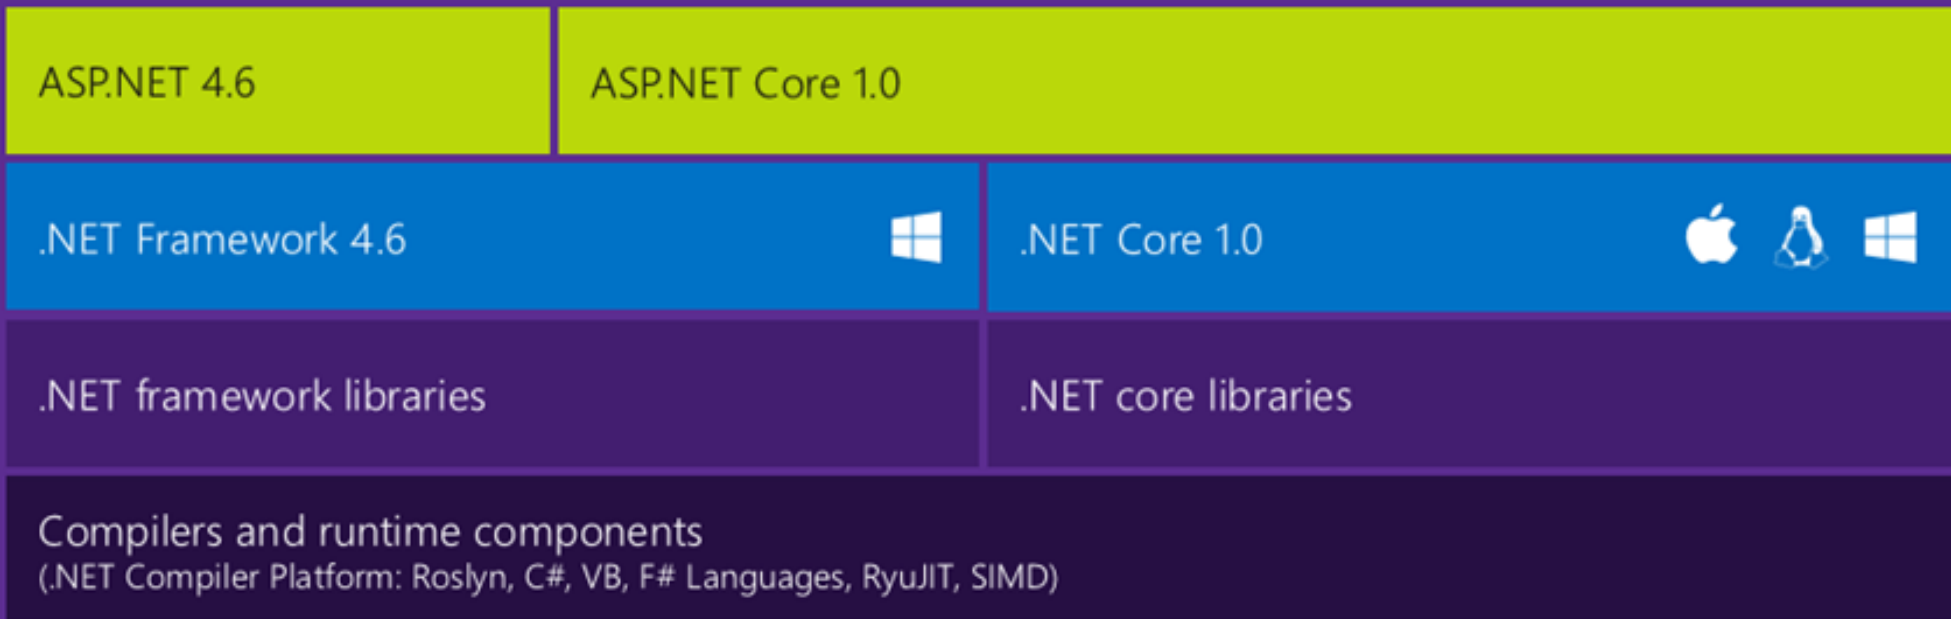 ASP.NET 4.6
ASP.NET Core 1.0
.NET Framework 4.6
.NET Core 1.0
.NET framework libraries
.NET core libraries
Compilers and runtime components
(.NET Compiler Platform: Roslyn, C#, VB, F# Languages, RyuJIT, SIMD)